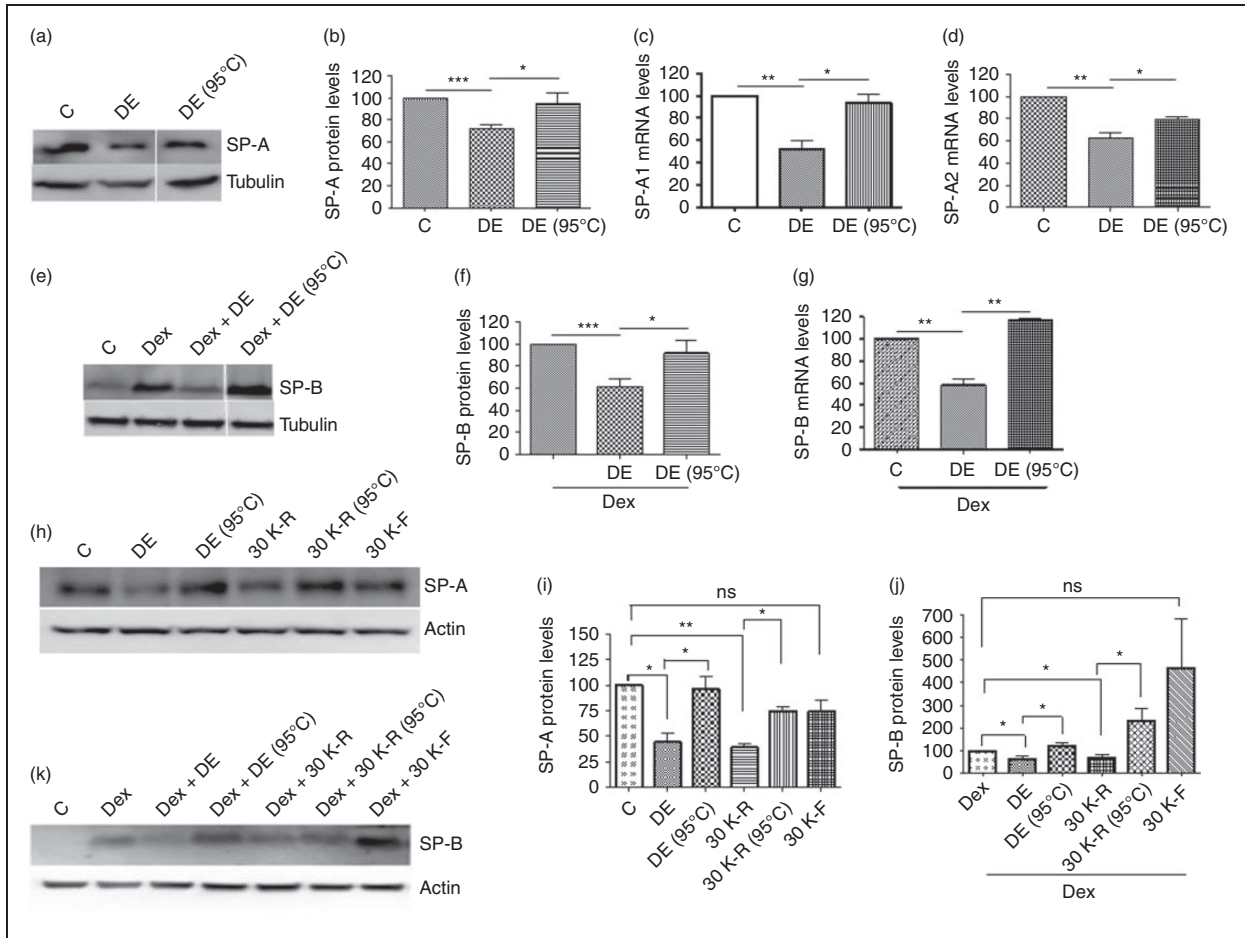 (a)
C
DE
DE (95°C)
SP-A
Tubulin
(b)
SP-A protein levels
120
100
80
60
40
20
0
***
*
C
DE
DE (95°C)
(c)
SP-A1 mRNA levels
120
100
80
60
40
20
0
**
*
C
DE
DE (95°C)
(d)
SP-A2 mRNA levels
120
100
80
60
40
20
0
**
*
C
DE
DE (95°C)
(e)
C
Dex
Dex + DE
Dex + DE (95°C)
SP-B
Tubulin
(f)
SP-B protein levels
120
100
80
60
40
20
0
***
*
DE
DE (95°C)
Dex
(g)
SP-B mRNA levels
120
100
80
60
40
20
0
**
**
C
DE
DE (95°C)
Dex
(h)
C
DE
DE (95°C)
30 K-R
30 K-R (95°C)
30 K-F
SP-A
Actin
(i)
SP-A protein levels
150
125
100
75
50
25
0
ns
**
*
*
*
C
DE
DE (95°C)
30 K-R
30 K-R (95°C)
30 K-F
(j)
SP-B protein levels
700
600
500
400
300
200
100
0
ns
*
*
*
*
Dex
DE
DE (95°C)
30 K-R
30 K-R (95°C)
30 K-F
Dex
(k)
C
Dex
Dex + DE
Dex + DE (95°C)
Dex + 30 K-R
Dex + 30 K-R (95°C)
Dex + 30 K-F
SP-B
Actin